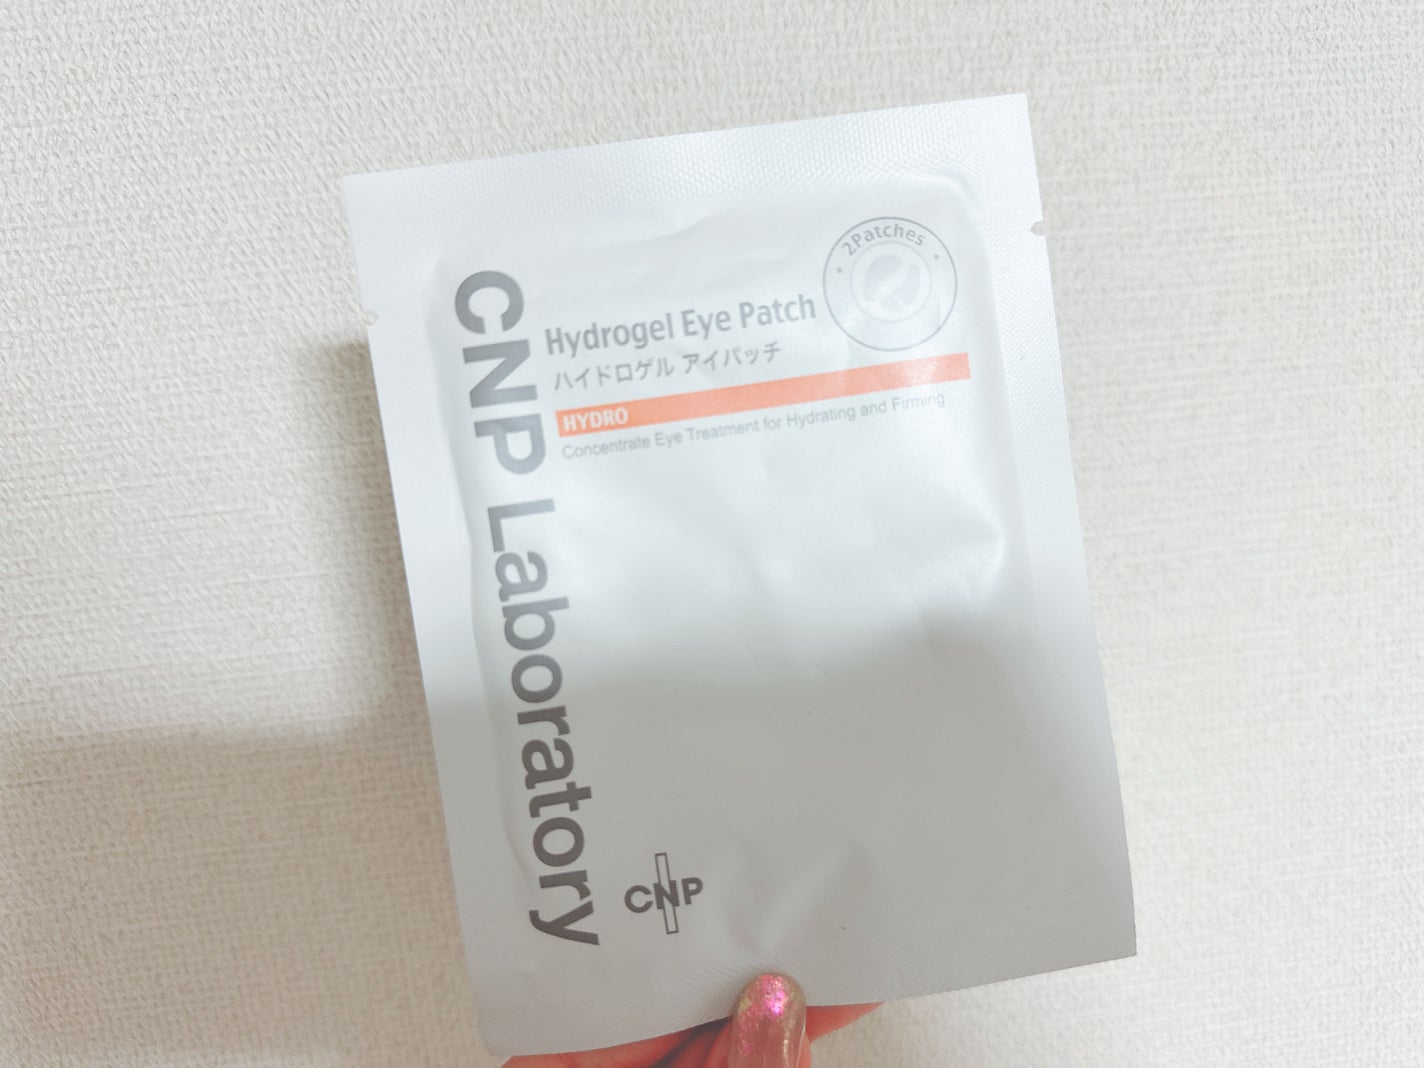 CNP Laboratory
2Patches
Hydrogel Eye Patch
ハイドロゲル アイパッチ
HYDRO
Concentrate Eye Treatment for Hydrating and Firming
CNP